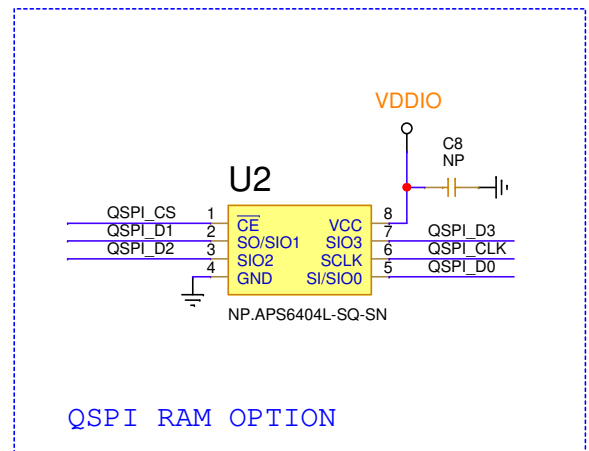 VDDIO
C8
NP
U2
QSPI_CS 1 CE VCC 8
QSPI_D1 2 SO/SIO1 SIO3 7 QSPI_D3
QSPI_D2 3 SIO2 SCLK 6 QSPI_CLK
4 GND SI/SIO0 5 QSPI_D0
NP.APS6404L-SQ-SN
QSPI RAM OPTION